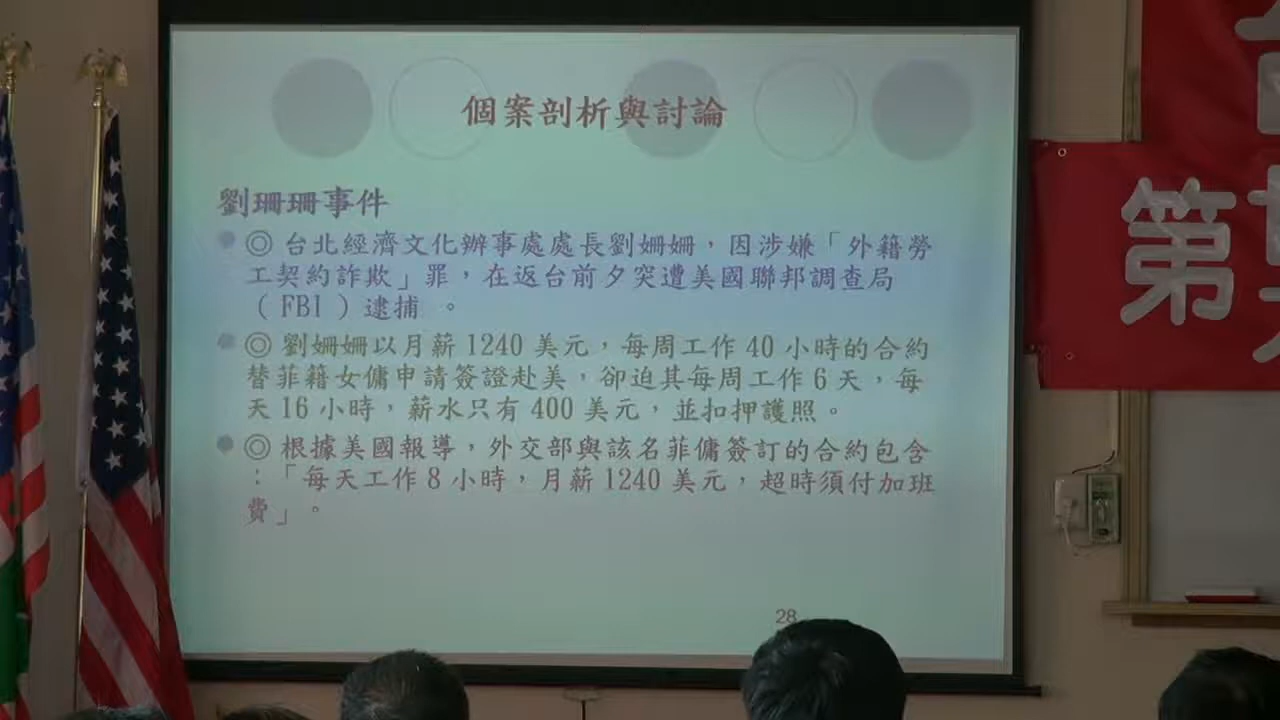 個案剖析與討論
劉珊珊事件
◎ 台北經濟文化辦事處處長劉姍姍，因涉嫌「外籍勞
工契約詐欺」罪，在返台前夕突遭美國聯邦調查局
（FBI）逮捕 。
◎ 劉姍姍以月薪1240 美元，每周工作 40 小時的合約
替菲籍女傭申請簽證赴美，卻迫其每周工作 6 天，每
天 16 小時，薪水只有 400 美元，並扣押護照。
◎ 根據美國報導，外交部與該名菲傭簽訂的合約包含
：「每天工作 8 小時，月薪 1240 美元，超時須付加班
費」。
28
第